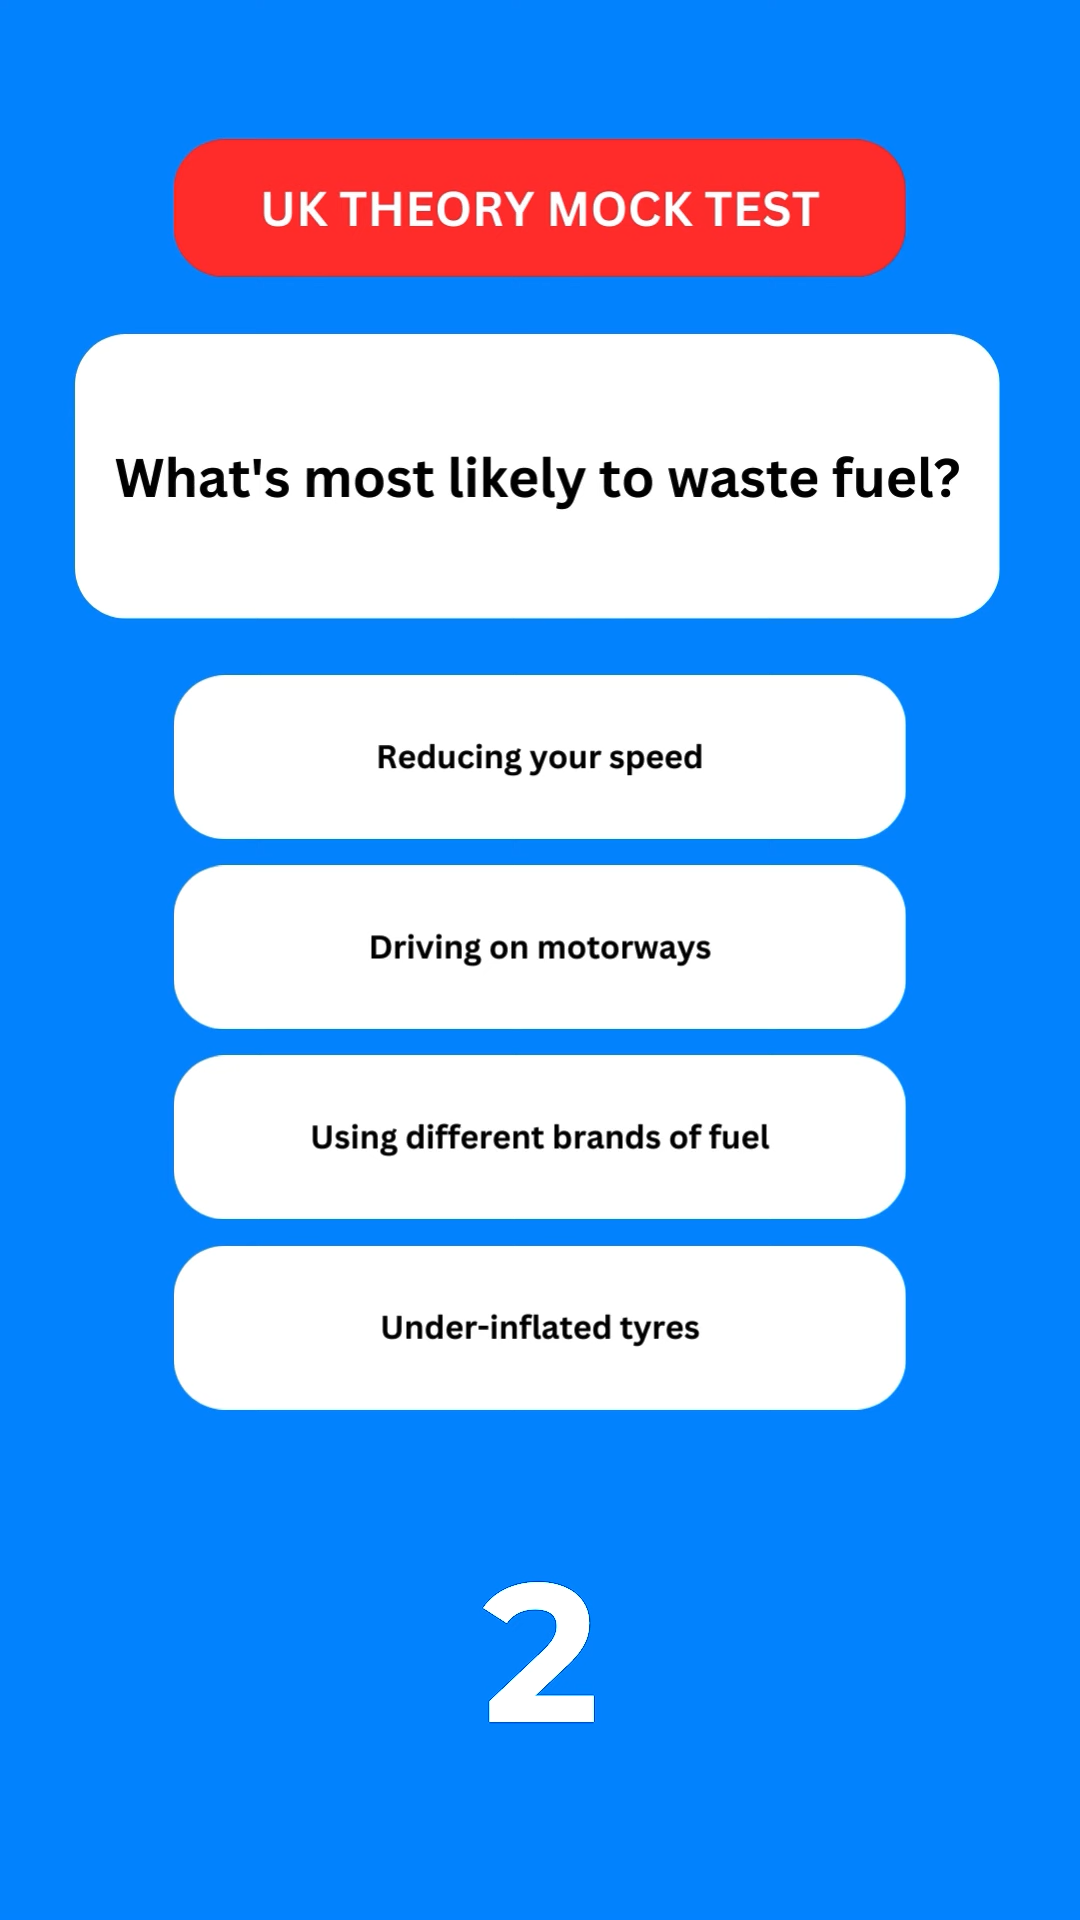 UK THEORY MOCK TEST
What's most likely to waste fuel?
Reducing your speed
Driving on motorways
Using different brands of fuel
Under-inflated tyres
2